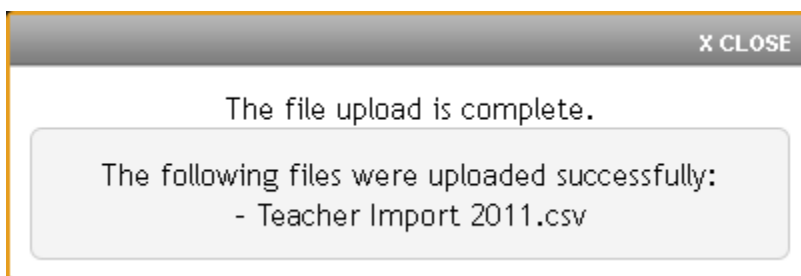 X CLOSE
The file upload is complete.
The following files were uploaded successfully:
- Teacher Import 2011.csv